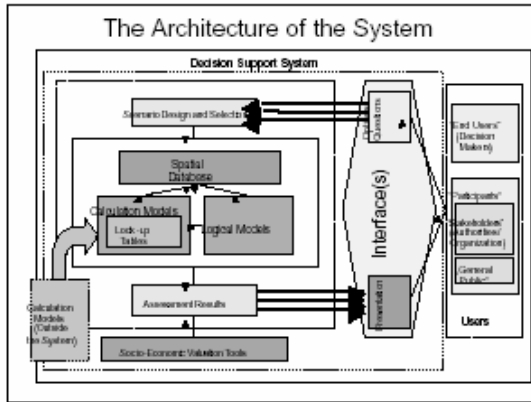 The Architecture of the System
Decision Support System
Scenario Design and Selection
Questions
"End Users"
(Decision
Makers)
Spatial
Database
Calculation Models
Look-up
Tables
Logical Models
Interface(s)
"Participants"
"Stakeholders"
(Authorities/
Organization)
"General
Public"
Users
Assessment Results
Presentation
Calculation
Models
(Outside
the System)
Socio-Economic Valuation Tools